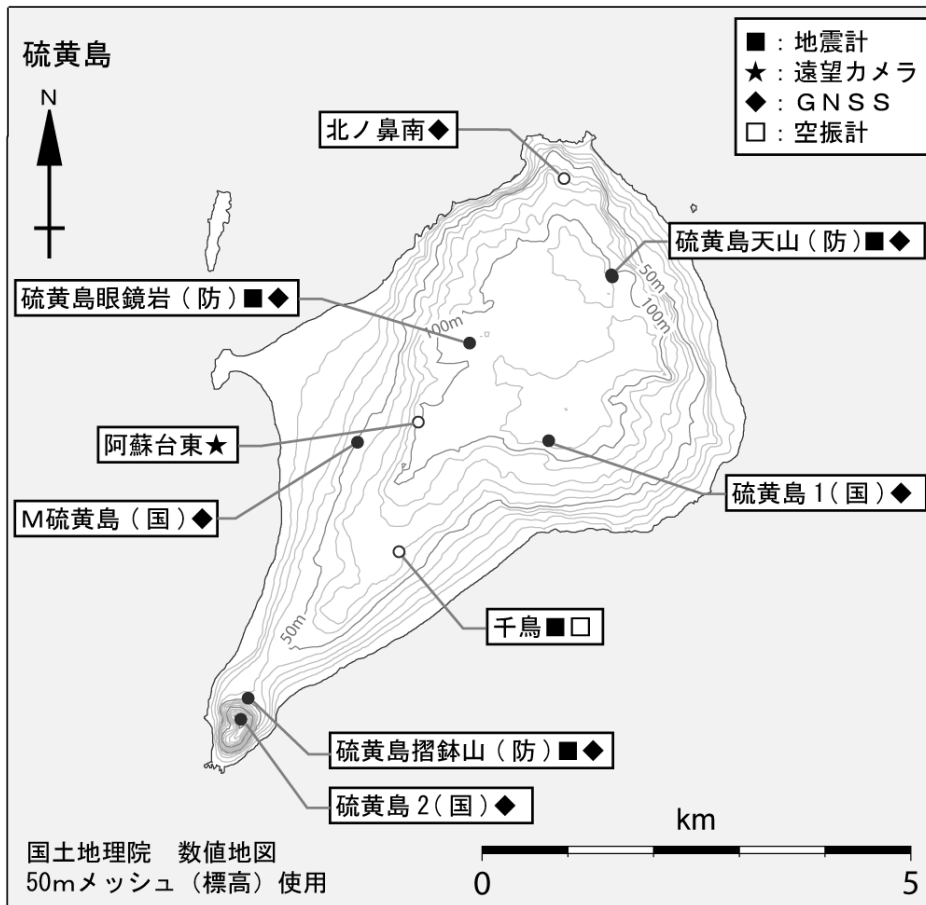 硫黄島
N
■：地震計
★：遠望カメラ
◆：ＧＮＳＳ
□：空振計
北ノ鼻南◆
硫黄島天山（防）■◆
硫黄島眼鏡岩（防）■◆
50m
100m
100m
阿蘇台東★
硫黄島1（国）◆
M硫黄島（国）◆
千鳥■□
50m
硫黄島摺鉢山（防）■◆
硫黄島2（国）◆
km
0
5
国土地理院　数値地図
50mメッシュ（標高）使用